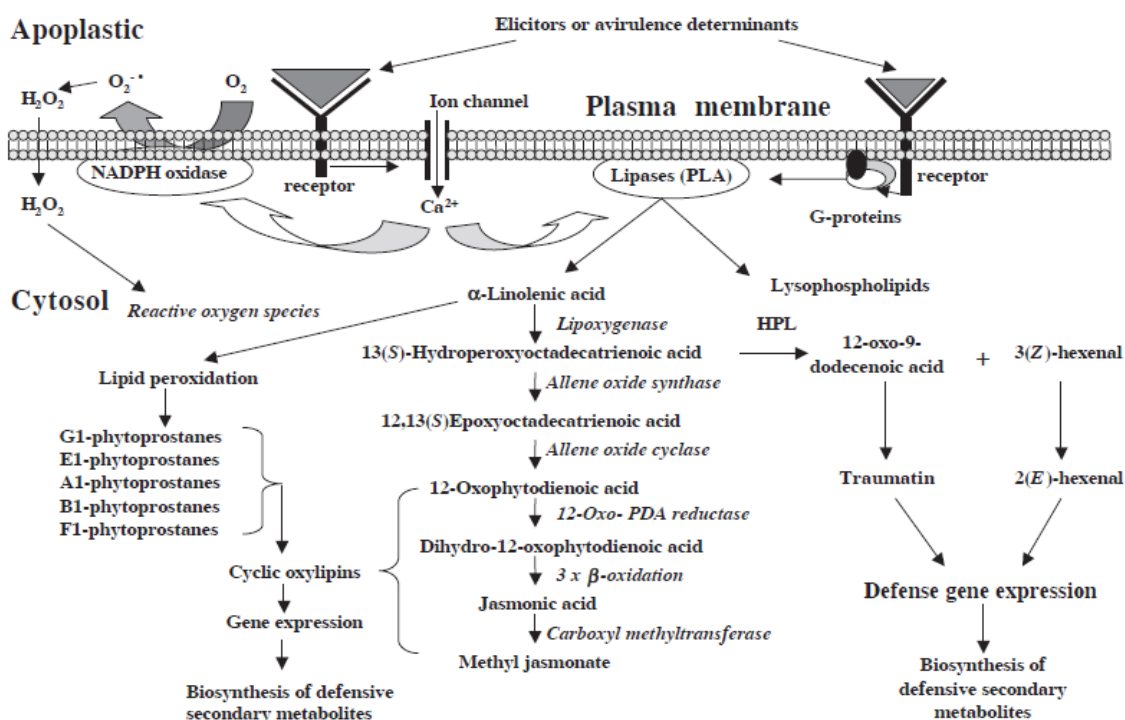 Elicitors or avirulence determinants
Apoplastic
O₂⁻•
O₂
H₂O₂
Ion channel
Plasma membrane
NADPH oxidase
receptor
Lipases (PLA)
receptor
H₂O₂
Ca²⁺
G-proteins
Cytosol
Reactive oxygen species
α-Linolenic acid
Lysophospholipids
Lipoxygenase
HPL
13(S)-Hydroperoxyoctadecatrienoic acid
12-oxo-9-
dodecenoic acid
+
3(Z)-hexenal
Lipid peroxidation
Allene oxide synthase
12,13(S)Epoxyoctadecatrienoic acid
G1-phytoprostanes
E1-phytoprostanes
A1-phytoprostanes
B1-phytoprostanes
F1-phytoprostanes
Allene oxide cyclase
12-Oxophytodienoic acid
Traumatin
2(E)-hexenal
12-Oxo- PDA reductase
Dihydro-12-oxophytodienoic acid
Cyclic oxylipins
3 x β-oxidation
Jasmonic acid
Defense gene expression
Gene expression
Carboxyl methyltransferase
Methyl jasmonate
Biosynthesis of defensive
secondary metabolites
Biosynthesis of
defensive secondary
metabolites